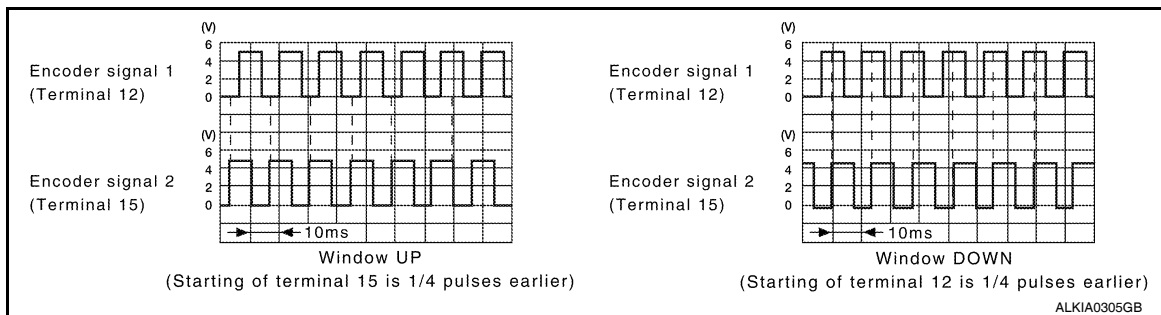 (V)
6
4
2
0
Encoder signal 1
(Terminal 12)
(V)
6
4
2
0
Encoder signal 2
(Terminal 15)
10ms
Window UP
(Starting of terminal 15 is 1/4 pulses earlier)
(V)
6
4
2
0
Encoder signal 1
(Terminal 12)
(V)
6
4
2
0
Encoder signal 2
(Terminal 15)
10ms
Window DOWN
(Starting of terminal 12 is 1/4 pulses earlier)
ALKIA0305GB